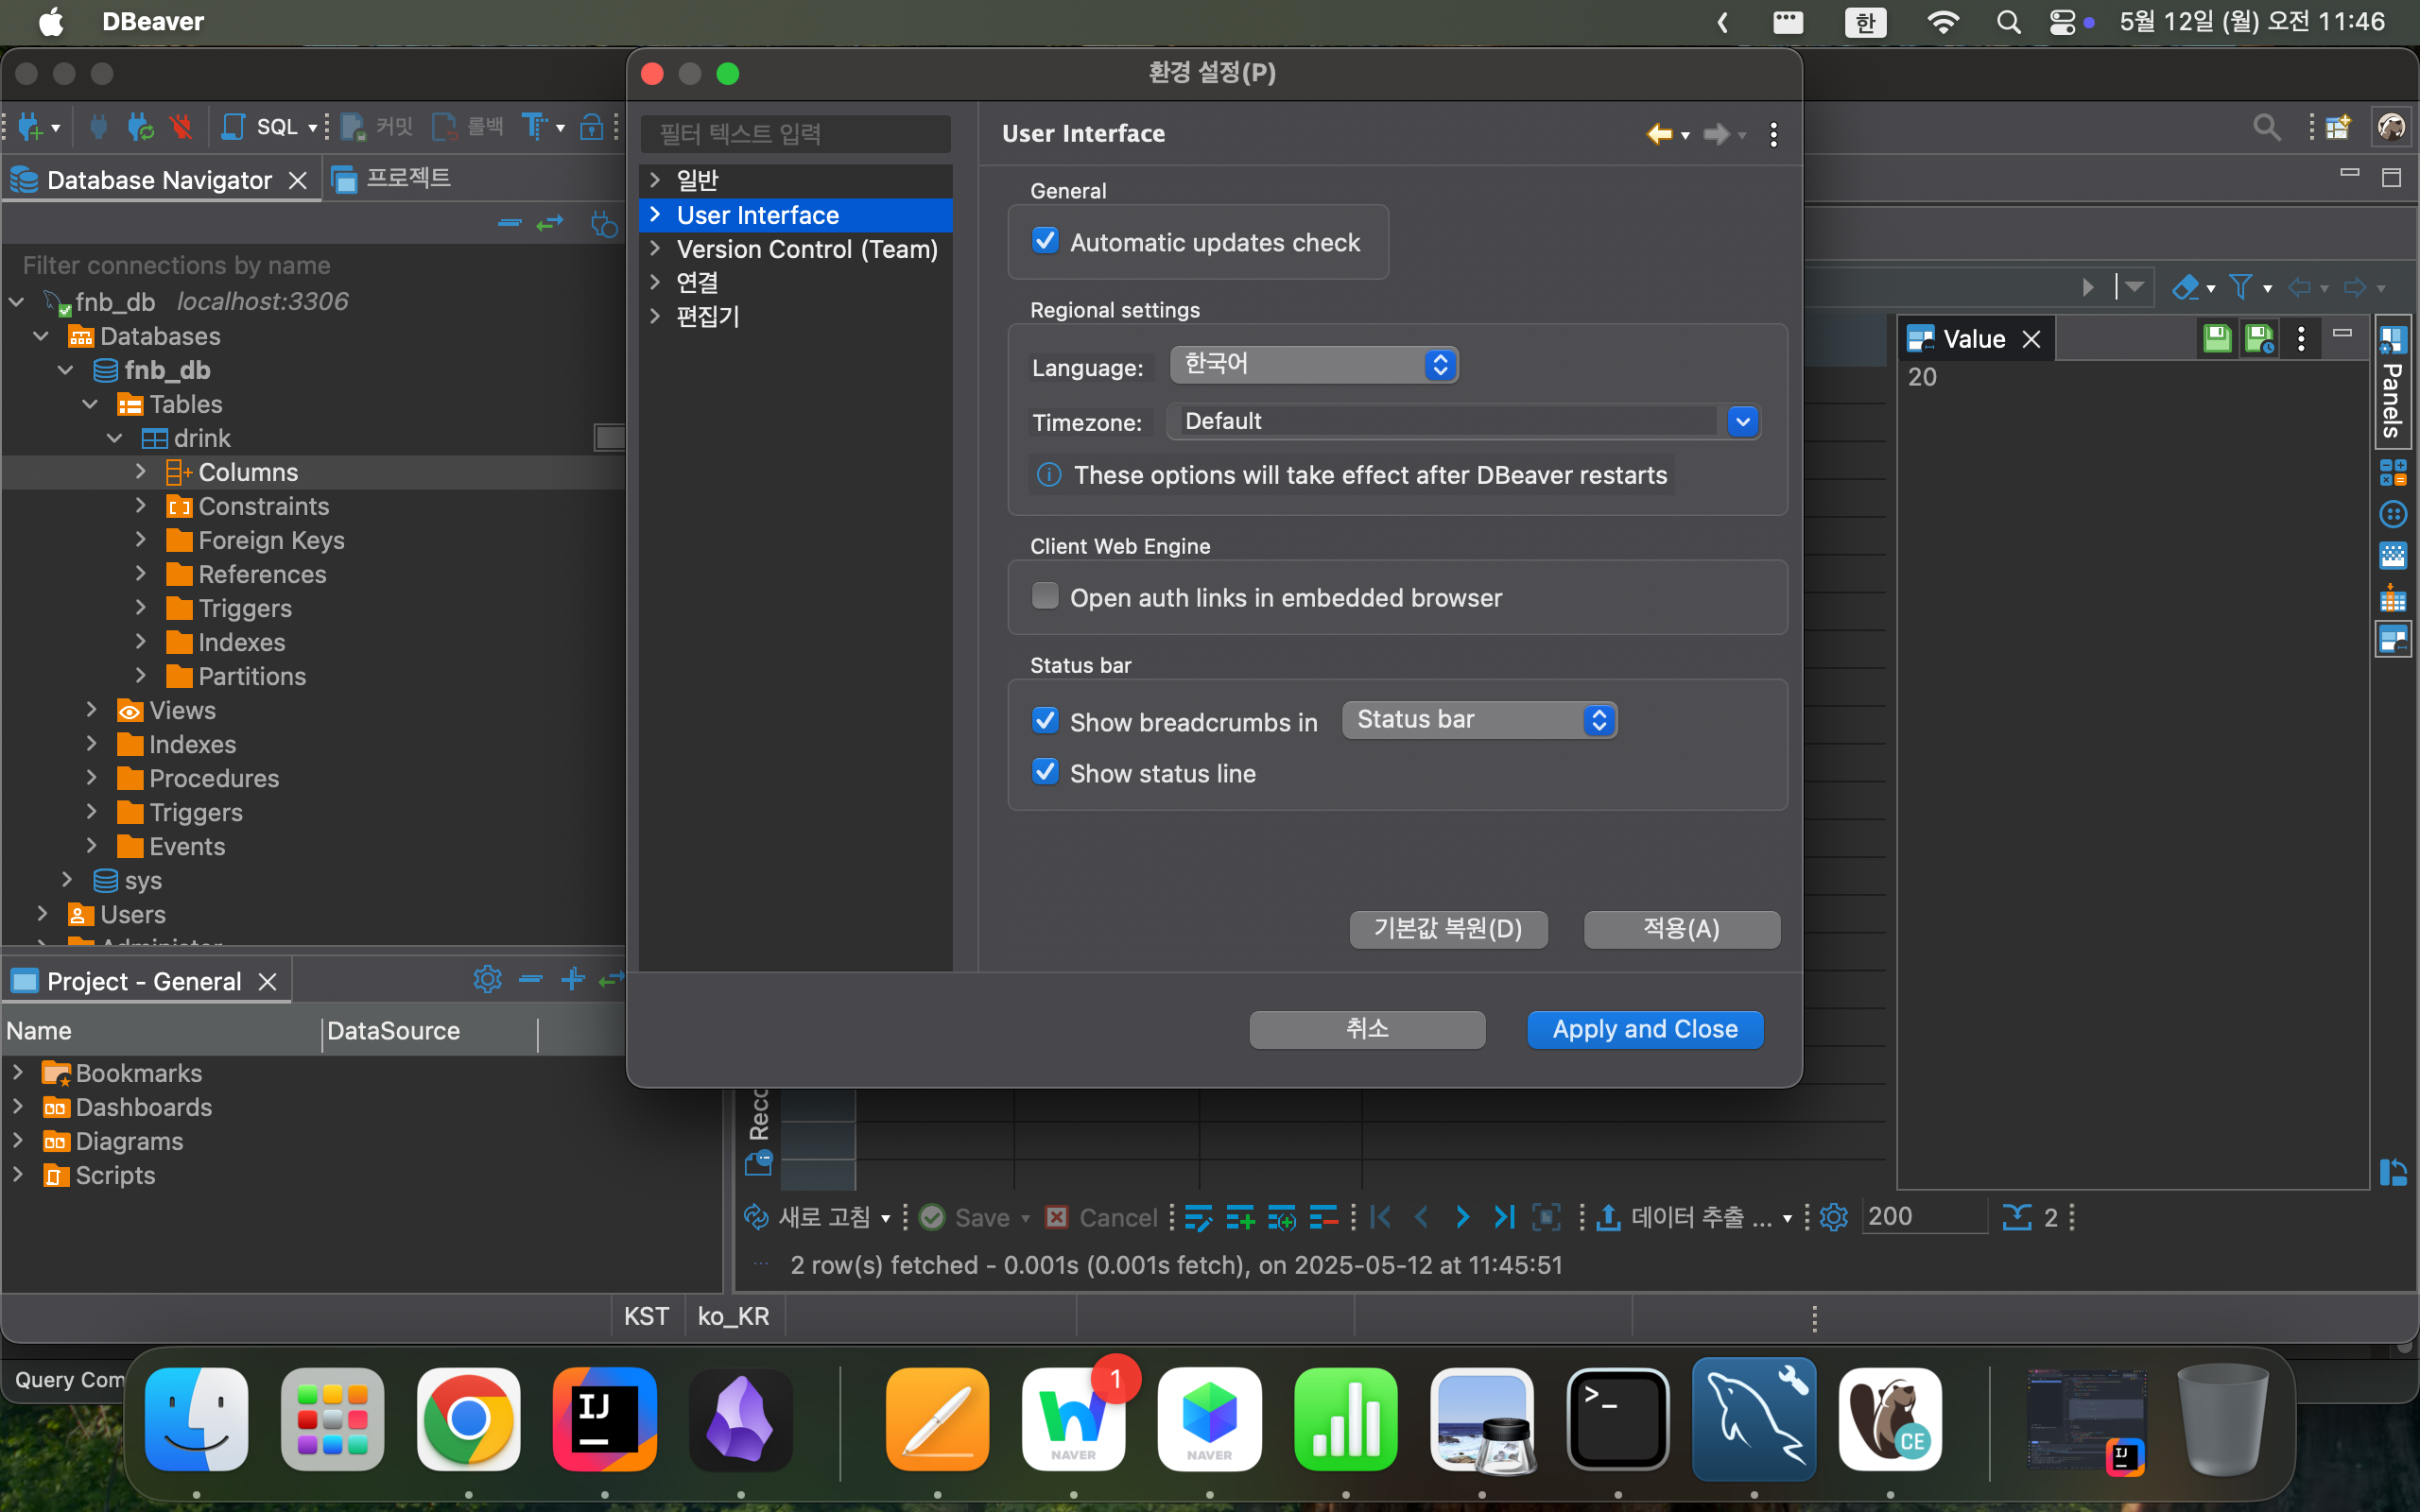 DBeaver
한
5월 12일 (월) 오전 11:46
환경 설정(P)
SQL
커밋
롤백
필터 텍스트 입력
일반
User Interface
Version Control (Team)
연결
편집기
User Interface
General
Automatic updates check
Regional settings
Language:
한국어
Timezone:
Default
These options will take effect after DBeaver restarts
Client Web Engine
Open auth links in embedded browser
Status bar
Show breadcrumbs in
Status bar
Show status line
기본값 복원(D)
적용(A)
취소
Apply and Close
Database Navigator
프로젝트
Filter connections by name
fnb_db localhost:3306
Databases
fnb_db
Tables
drink
Columns
Constraints
Foreign Keys
References
Triggers
Indexes
Partitions
Views
Indexes
Procedures
Triggers
Events
sys
Users
Value
20
Panels
Project - General
Name
DataSource
Bookmarks
Dashboards
Diagrams
Scripts
Reco
새로 고침
Save
Cancel
데이터 추출 ...
200
2
2 row(s) fetched - 0.001s (0.001s fetch), on 2025-05-12 at 11:45:51
KST
ko_KR
Query Com
IJ
1
NAVER
NAVER
>_
CE
IJ